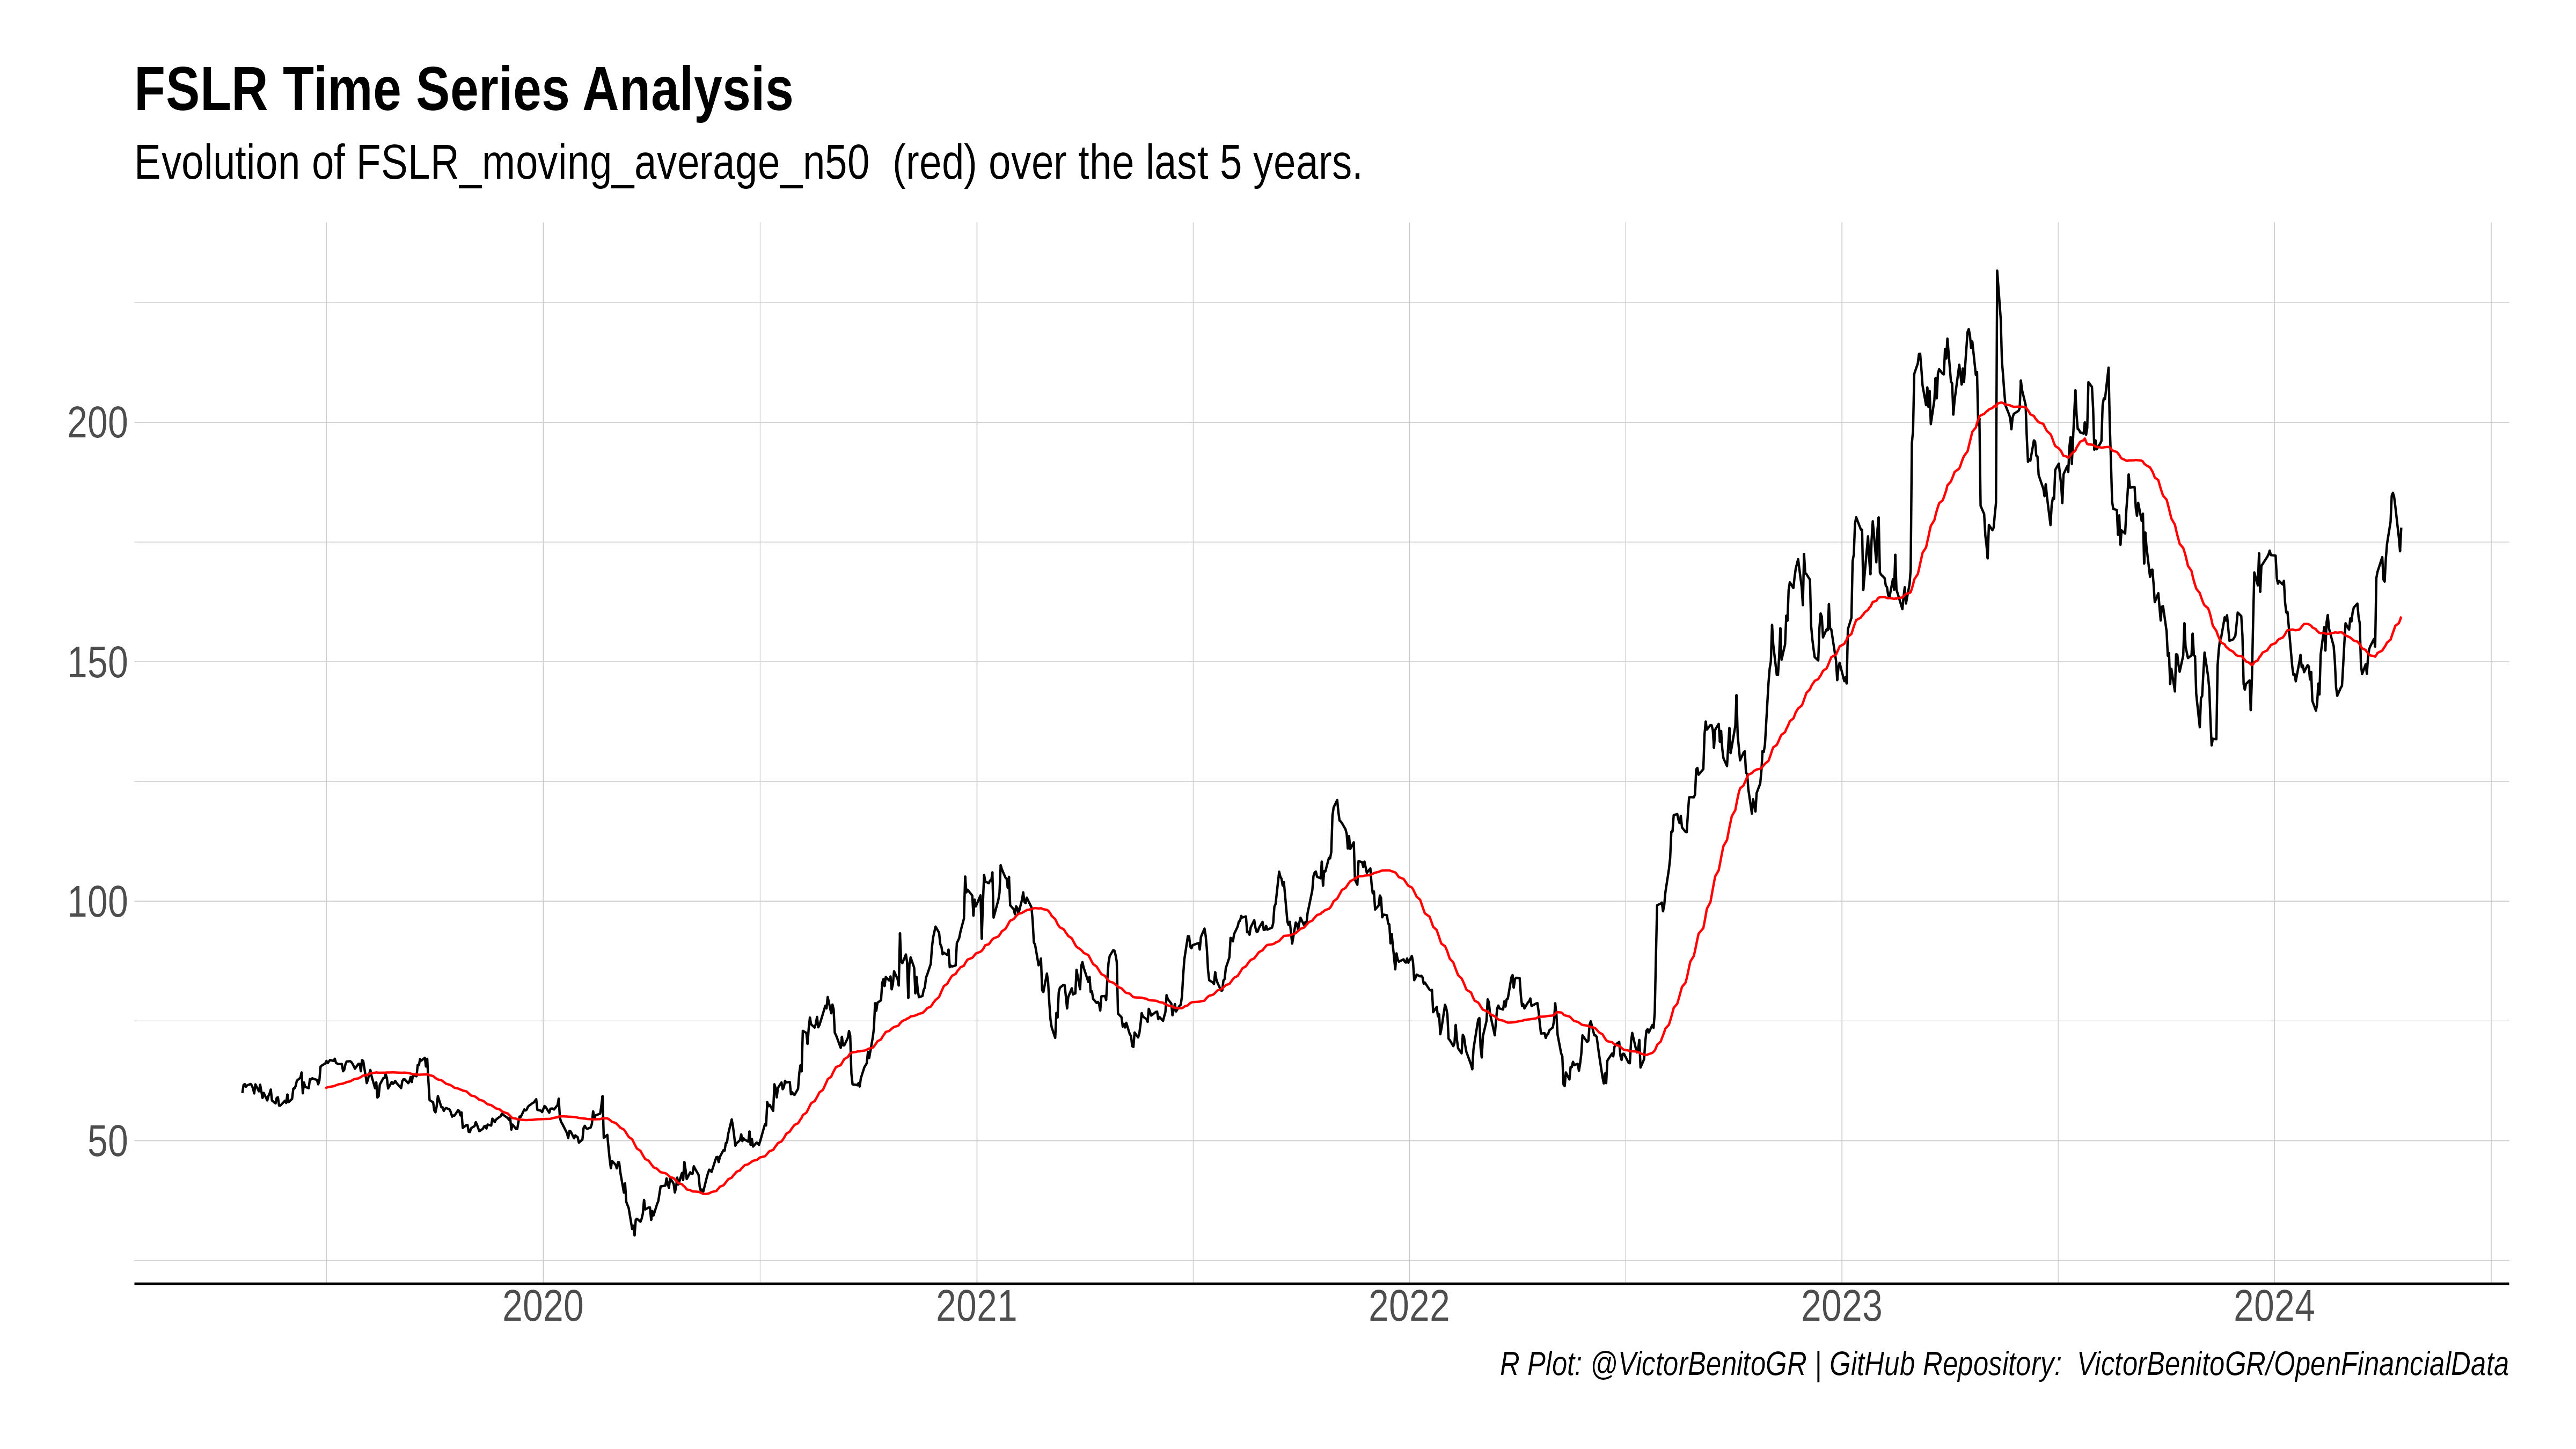 FSLR Time Series Analysis
Evolution of FSLR_moving_average_n50  (red) over the last 5 years.
200
150
100
50
2020 2021 2022 2023 2024
R Plot: @VictorBenitoGR | GitHub Repository:  VictorBenitoGR/OpenFinancialData